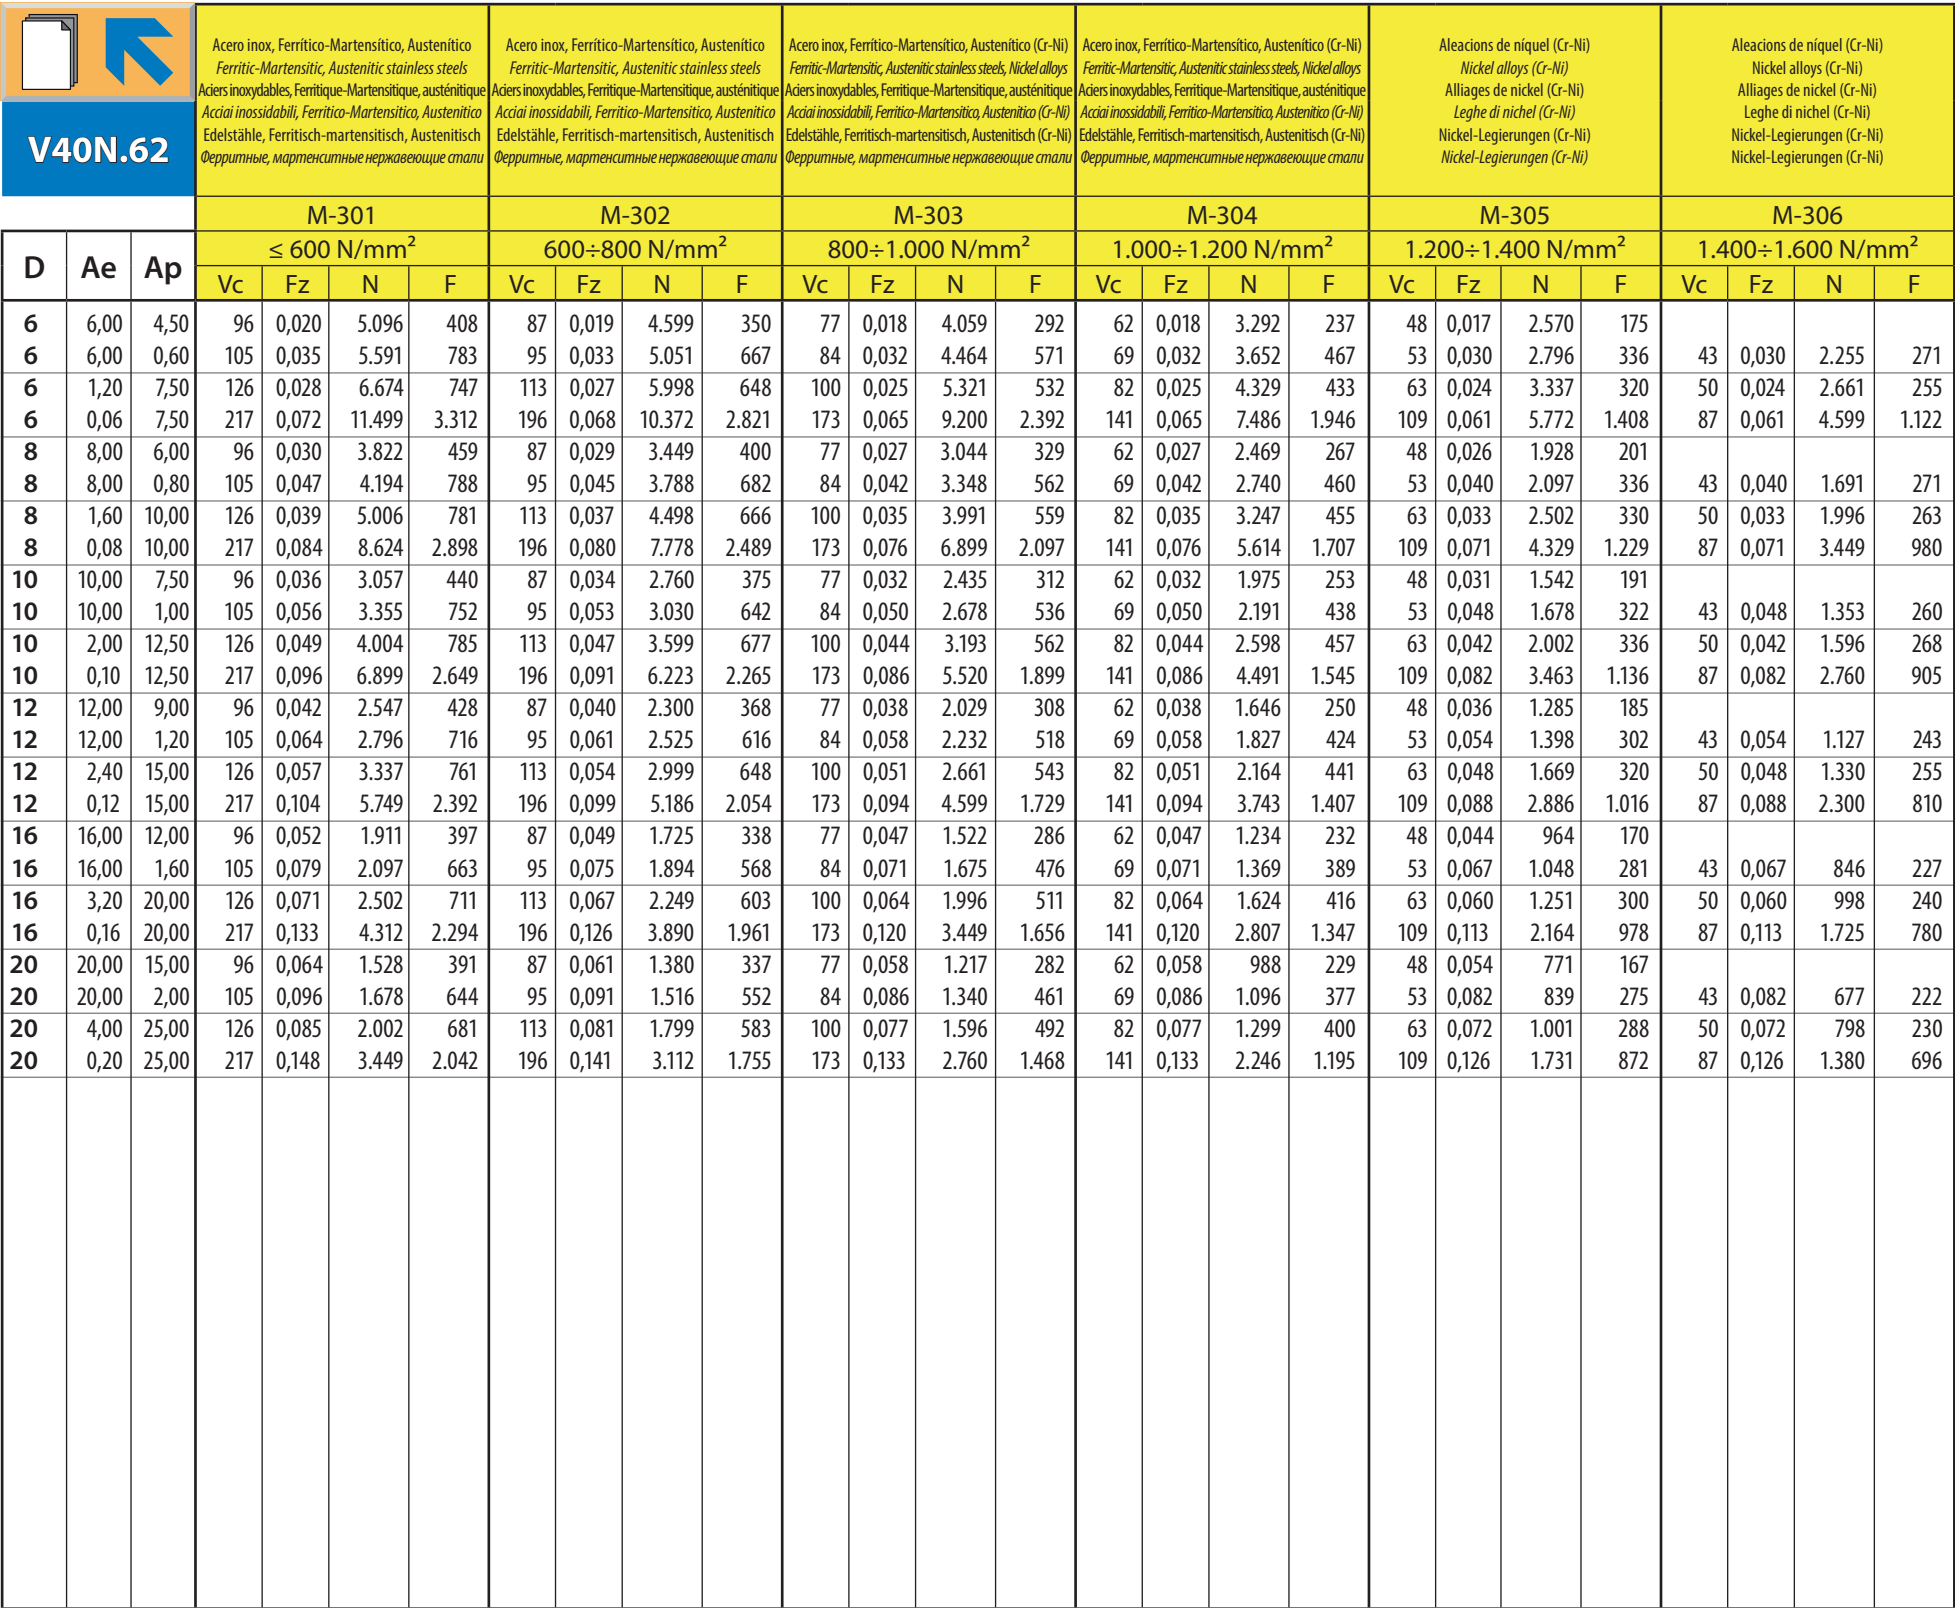 V40N.62
Acero inox, Ferrítico-Martensítico, Austenítico
Ferritic-Martensitic, Austenitic stainless steels
Aciers inoxydables, Ferritique-Martensitique, austénitique
Acciai inossidabili, Ferritico-Martensitico, Austenitico
Edelstähle, Ferritisch-martensitisch, Austenitisch
Ферритные, мартенситные нержавеющие стали
Acero inox, Ferrítico-Martensítico, Austenítico
Ferritic-Martensitic, Austenitic stainless steels
Aciers inoxydables, Ferritique-Martensitique, austénitique
Acciai inossidabili, Ferritico-Martensitico, Austenitico
Edelstähle, Ferritisch-martensitisch, Austenitisch
Ферритные, мартенситные нержавеющие стали
Acero inox, Ferrítico-Martensítico, Austenítico (Cr-Ni)
Ferritic-Martensitic, Austenitic stainless steels, Nickel alloys
Aciers inoxydables, Ferritique-Martensitique, austénitique
Acciai inossidabili, Ferritico-Martensitico, Austenitico (Cr-Ni)
Edelstähle, Ferritisch-martensitisch, Austenitisch (Cr-Ni)
Ферритные, мартенситные нержавеющие стали
Acero inox, Ferrítico-Martensítico, Austenítico (Cr-Ni)
Ferritic-Martensitic, Austenitic stainless steels, Nickel alloys
Aciers inoxydables, Ferritique-Martensitique, austénitique
Acciai inossidabili, Ferritico-Martensitico, Austenitico (Cr-Ni)
Edelstähle, Ferritisch-martensitisch, Austenitisch (Cr-Ni)
Ферритные, мартенситные нержавеющие стали
Aleacions de níquel (Cr-Ni)
Nickel alloys (Cr-Ni)
Alliages de nickel (Cr-Ni)
Leghe di nichel (Cr-Ni)
Nickel-Legierungen (Cr-Ni)
Nickel-Legierungen (Cr-Ni)
Aleacions de níquel (Cr-Ni)
Nickel alloys (Cr-Ni)
Alliages de nickel (Cr-Ni)
Leghe di nichel (Cr-Ni)
Nickel-Legierungen (Cr-Ni)
Nickel-Legierungen (Cr-Ni)
M-301 M-302 M-303 M-304 M-305 M-306
≤ 600 N/mm² 600÷800 N/mm² 800÷1.000 N/mm² 1.000÷1.200 N/mm² 1.200÷1.400 N/mm² 1.400÷1.600 N/mm²
D Ae Ap Vc Fz N F Vc Fz N F Vc Fz N F Vc Fz N F Vc Fz N F Vc Fz N F
6 6,00 4,50 96 0,020 5.096 408 87 0,019 4.599 350 77 0,018 4.059 292 62 0,018 3.292 237 48 0,017 2.570 175
6 6,00 0,60 105 0,035 5.591 783 95 0,033 5.051 667 84 0,032 4.464 571 69 0,032 3.652 467 53 0,030 2.796 336 43 0,030 2.255 271
6 1,20 7,50 126 0,028 6.674 747 113 0,027 5.998 648 100 0,025 5.321 532 82 0,025 4.329 433 63 0,024 3.337 320 50 0,024 2.661 255
6 0,06 7,50 217 0,072 11.499 3.312 196 0,068 10.372 2.821 173 0,065 9.200 2.392 141 0,065 7.486 1.946 109 0,061 5.772 1.408 87 0,061 4.599 1.122
8 8,00 6,00 96 0,030 3.822 459 87 0,029 3.449 400 77 0,027 3.044 329 62 0,027 2.469 267 48 0,026 1.928 201
8 8,00 0,80 105 0,047 4.194 788 95 0,045 3.788 682 84 0,042 3.348 562 69 0,042 2.740 460 53 0,040 2.097 336 43 0,040 1.691 271
8 1,60 10,00 126 0,039 5.006 781 113 0,037 4.498 666 100 0,035 3.991 559 82 0,035 3.247 455 63 0,033 2.502 330 50 0,033 1.996 263
8 0,08 10,00 217 0,084 8.624 2.898 196 0,080 7.778 2.489 173 0,076 6.899 2.097 141 0,076 5.614 1.707 109 0,071 4.329 1.229 87 0,071 3.449 980
10 10,00 7,50 96 0,036 3.057 440 87 0,034 2.760 375 77 0,032 2.435 312 62 0,032 1.975 253 48 0,031 1.542 191
10 10,00 1,00 105 0,056 3.355 752 95 0,053 3.030 642 84 0,050 2.678 536 69 0,050 2.191 438 53 0,048 1.678 322 43 0,048 1.353 260
10 2,00 12,50 126 0,049 4.004 785 113 0,047 3.599 677 100 0,044 3.193 562 82 0,044 2.598 457 63 0,042 2.002 336 50 0,042 1.596 268
10 0,10 12,50 217 0,096 6.899 2.649 196 0,091 6.223 2.265 173 0,086 5.520 1.899 141 0,086 4.491 1.545 109 0,082 3.463 1.136 87 0,082 2.760 905
12 12,00 9,00 96 0,042 2.547 428 87 0,040 2.300 368 77 0,038 2.029 308 62 0,038 1.646 250 48 0,036 1.285 185
12 12,00 1,20 105 0,064 2.796 716 95 0,061 2.525 616 84 0,058 2.232 518 69 0,058 1.827 424 53 0,054 1.398 302 43 0,054 1.127 243
12 2,40 15,00 126 0,057 3.337 761 113 0,054 2.999 648 100 0,051 2.661 543 82 0,051 2.164 441 63 0,048 1.669 320 50 0,048 1.330 255
12 0,12 15,00 217 0,104 5.749 2.392 196 0,099 5.186 2.054 173 0,094 4.599 1.729 141 0,094 3.743 1.407 109 0,088 2.886 1.016 87 0,088 2.300 810
16 16,00 12,00 96 0,052 1.911 397 87 0,049 1.725 338 77 0,047 1.522 286 62 0,047 1.234 232 48 0,044 964 170
16 16,00 1,60 105 0,079 2.097 663 95 0,075 1.894 568 84 0,071 1.675 476 69 0,071 1.369 389 53 0,067 1.048 281 43 0,067 846 227
16 3,20 20,00 126 0,071 2.502 711 113 0,067 2.249 603 100 0,064 1.996 511 82 0,064 1.624 416 63 0,060 1.251 300 50 0,060 998 240
16 0,16 20,00 217 0,133 4.312 2.294 196 0,126 3.890 1.961 173 0,120 3.449 1.656 141 0,120 2.807 1.347 109 0,113 2.164 978 87 0,113 1.725 780
20 20,00 15,00 96 0,064 1.528 391 87 0,061 1.380 337 77 0,058 1.217 282 62 0,058 988 229 48 0,054 771 167
20 20,00 2,00 105 0,096 1.678 644 95 0,091 1.516 552 84 0,086 1.340 461 69 0,086 1.096 377 53 0,082 839 275 43 0,082 677 222
20 4,00 25,00 126 0,085 2.002 681 113 0,081 1.799 583 100 0,077 1.596 492 82 0,077 1.299 400 63 0,072 1.001 288 50 0,072 798 230
20 0,20 25,00 217 0,148 3.449 2.042 196 0,141 3.112 1.755 173 0,133 2.760 1.468 141 0,133 2.246 1.195 109 0,126 1.731 872 87 0,126 1.380 696